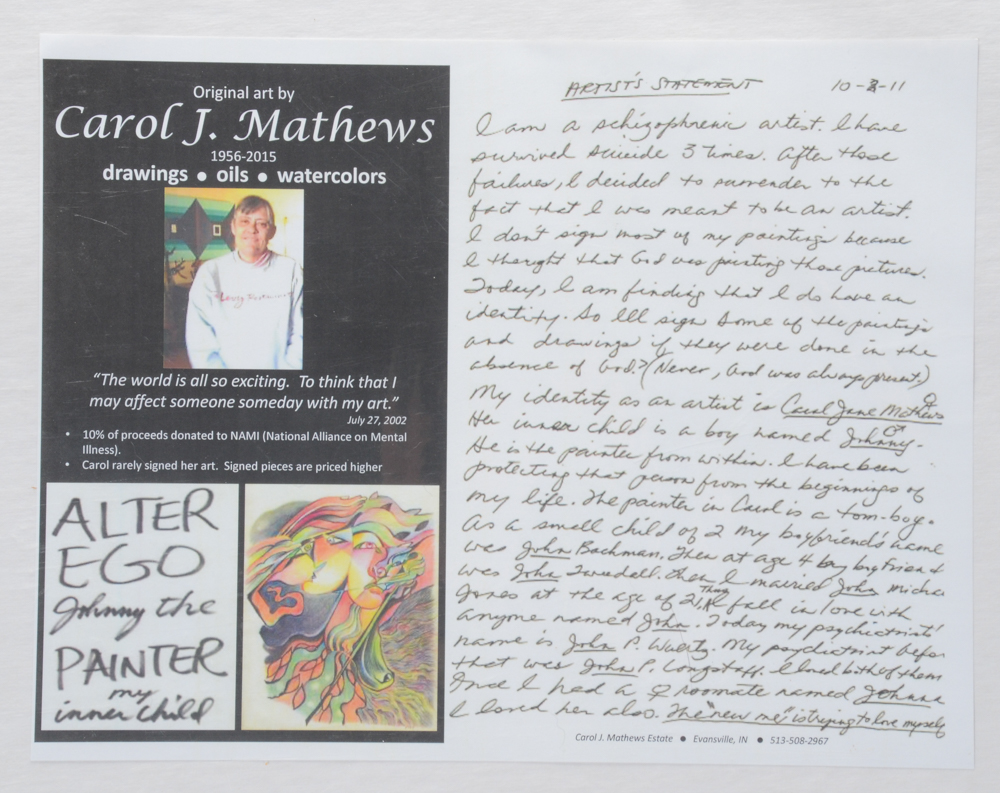 Original art by
Carol J. Mathews
1956-2015
drawings • oils • watercolors
“The world is all so exciting. To think that I
may affect someone someday with my art.”
July 27, 2002
• 10% of proceeds donated to NAMI (National Alliance on Mental
Illness).
• Carol rarely signed her art. Signed pieces are priced higher
ALTER
EGO
Johnny the
PAINTER
my
inner child
ARTIST'S STATEMENT 10-3-11
I am a schizophrenic artist. I have
survived suicide 3 times. After those
failures, I decided to surrender to the
fact that I was meant to be an artist.
I don't sign most of my paintings because
I thought that God was painting those pictures.
Today, I am finding that I do have an
identity. So I'll sign some of the paintings
and drawings if they were done in the
absence of God? (Never, God was always present.)
My identity as an artist is Carol Jane Mathews ♀
Her inner child is a boy named Johnny ♂.
He is the painter from within. I have been
protecting that person from the beginnings of
my life. The painter in Carol is a tom-boy.
As a small child of 2 my boyfriend's name
was John Bachman. Then at age 4 boy friend
was John Twedell. Then I married John
Jones at the age of 21. fall in love with
anyone named John. Today my psychiatrist
name is John P. Wuertz. My psychiatrist before
that was John P. Longstaff. I loved both of them
And I had a ♀ roomate named Johnna
I loved her also. The "new me" is trying to love myself
Carol J. Mathews Estate • Evansville, IN • 513-508-2967